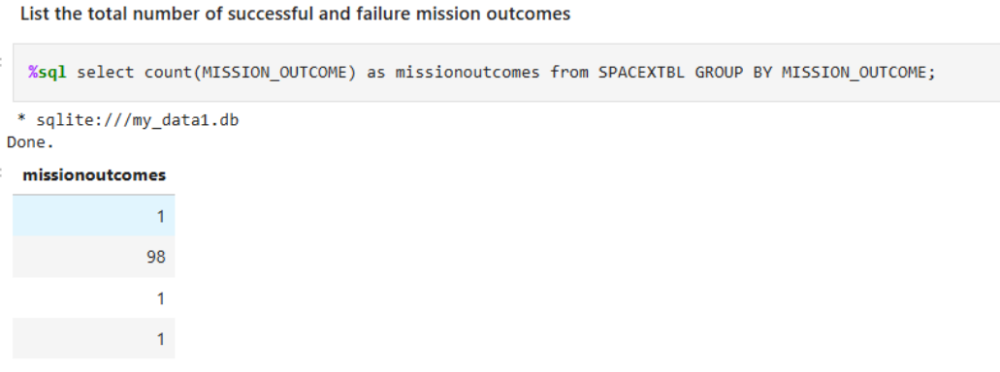 List the total number of successful and failure mission outcomes
%sql select count(MISSION_OUTCOME) as missionoutcomes from SPACEXTBL GROUP BY MISSION_OUTCOME;
* sqlite:///my_data1.db
Done.
missionoutcomes
1
98
1
1